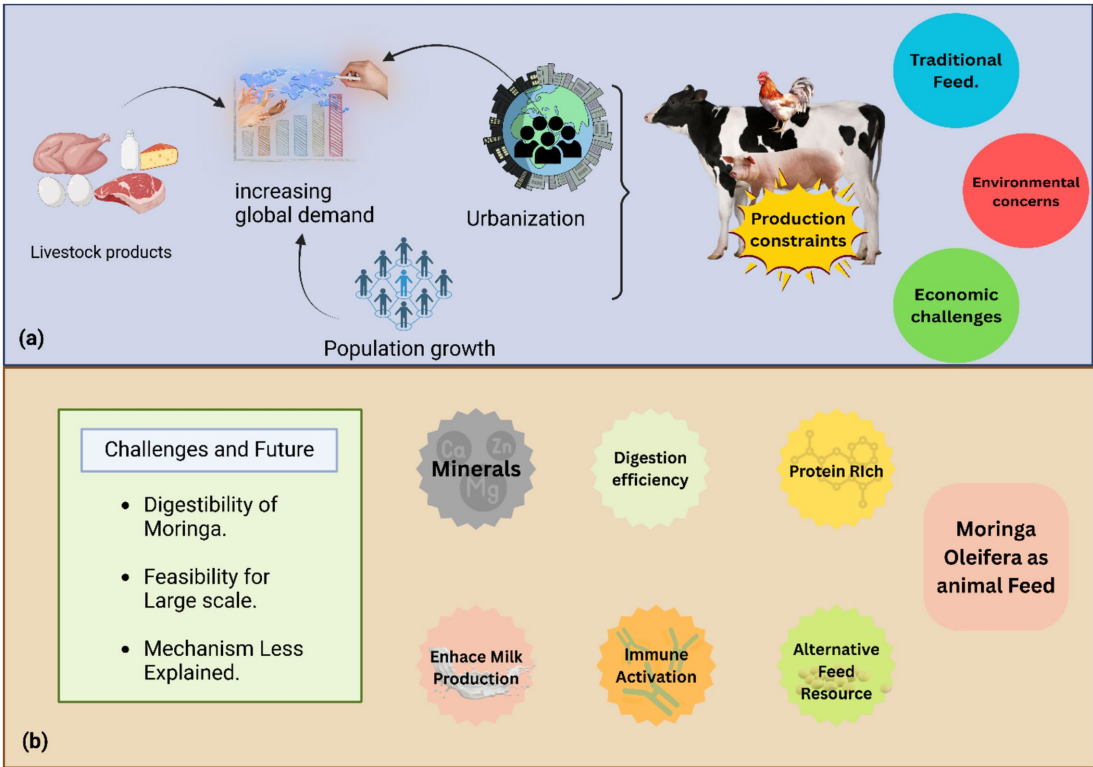 Traditional
Feed.
Environmental
concerns
Economic
challenges
Production
constraints
Urbanization
increasing
global demand
Livestock products
Population growth
(a)
Challenges and Future
• Digestibility of
Moringa.
• Feasibility for
Large scale.
• Mechanism Less
Explained.
Ca
Zn
Mg
Minerals
Digestion
efficiency
Protein RIch
Moringa
Oleifera as
animal Feed
Enhace Milk
Production
Immune
Activation
Alternative
Feed
Resource
(b)